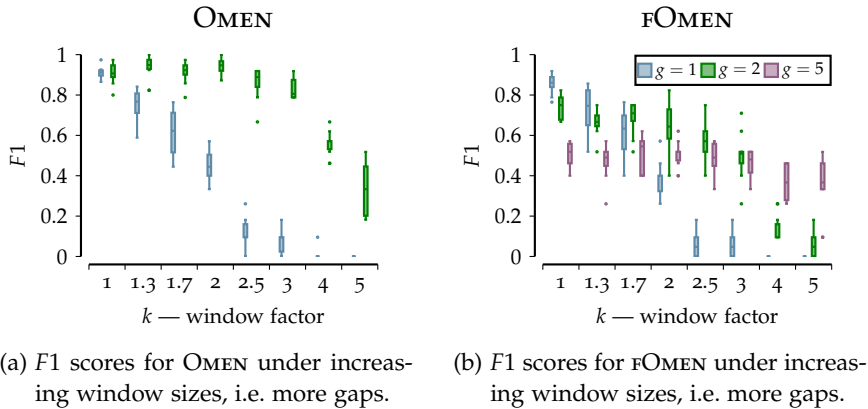 OMEN
1
0.8
0.6
0.4
0.2
0
F1
1 1.3 1.7 2 2.5 3 4 5
k — window factor
(a) F1 scores for OMEN under increas-
ing window sizes, i.e. more gaps.
FOMEN
g = 1 g = 2 g = 5
1
0.8
0.6
0.4
0.2
0
F1
1 1.3 1.7 2 2.5 3 4 5
k — window factor
(b) F1 scores for FOMEN under increas-
ing window sizes, i.e. more gaps.